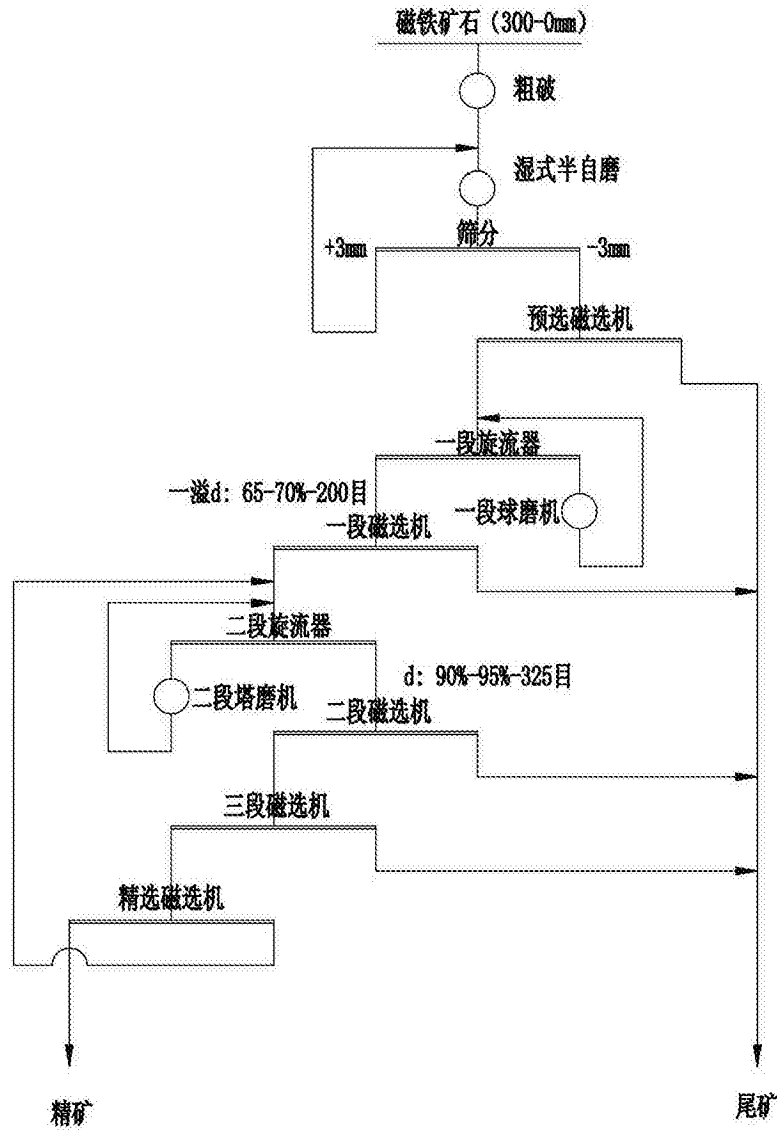 磁铁矿石 (300-0mm)
粗破
湿式半自磨
筛分
+3mm
-3mm
预选磁选机
一段旋流器
一溢d: 65-70%-200目
一段球磨机
一段磁选机
二段旋流器
d: 90%-95%-325目
二段塔磨机
二段磁选机
三段磁选机
精选磁选机
精矿
尾矿